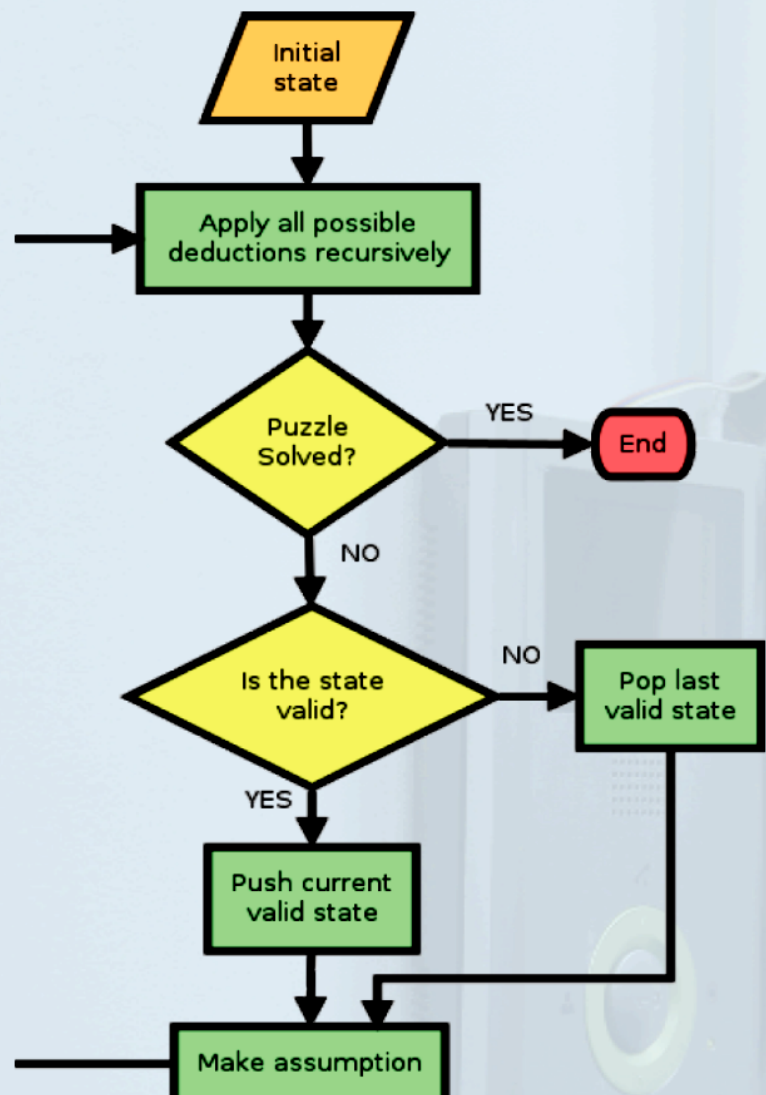 Initial
state
Apply all possible
deductions recursively
Puzzle
Solved?
YES
End
NO
Is the state
valid?
NO
Pop last
valid state
YES
Push current
valid state
Make assumption